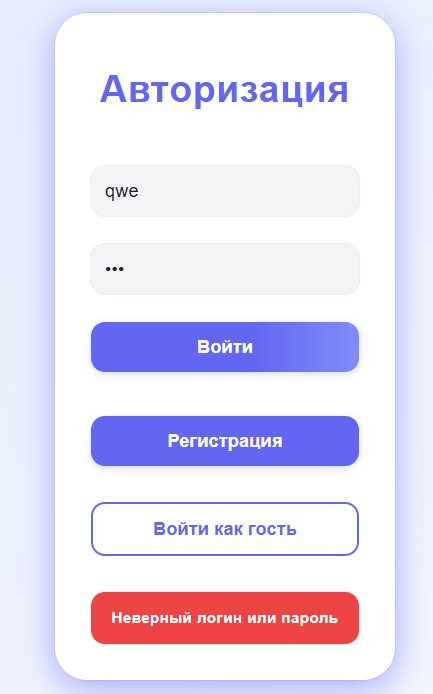 Авторизация
qwe
•••
Войти
Регистрация
Войти как гость
Неверный логин или пароль